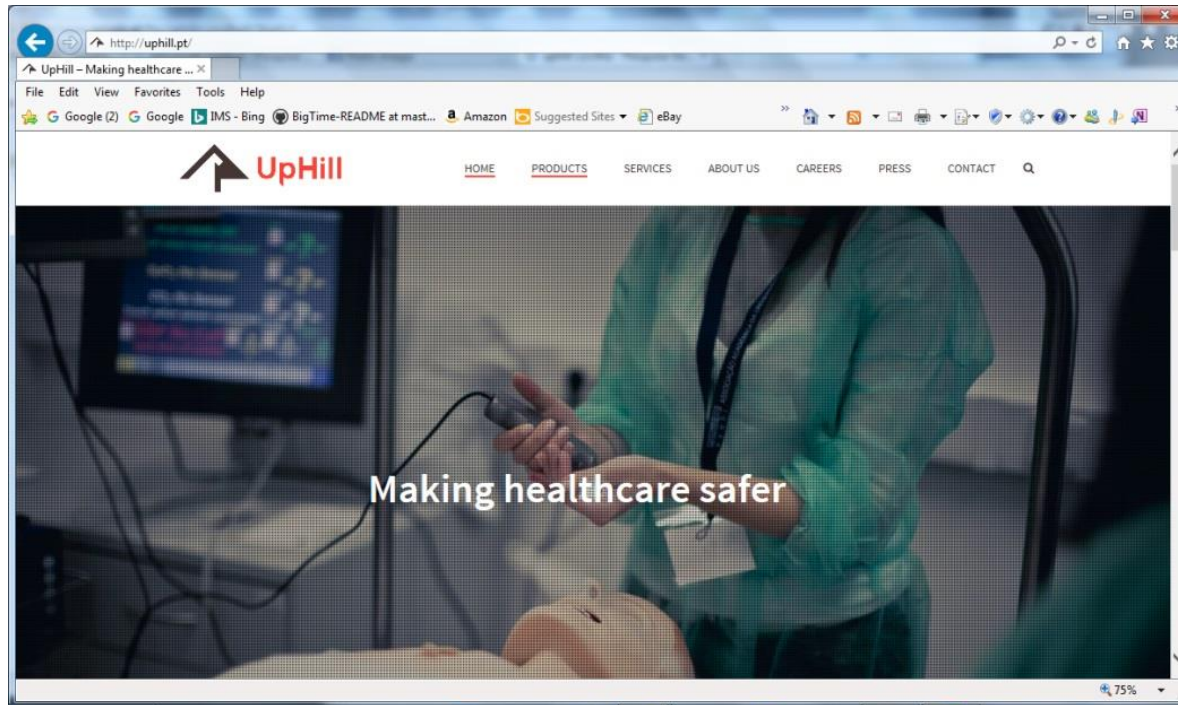 http://uphill.pt/
UpHill – Making healthcare ...
File Edit View Favorites Tools Help
Google (2) Google IMS - Bing BigTime-README at mast... Amazon Suggested Sites eBay
UpHill HOME PRODUCTS SERVICES ABOUT US CAREERS PRESS CONTACT
Making healthcare safer
75%